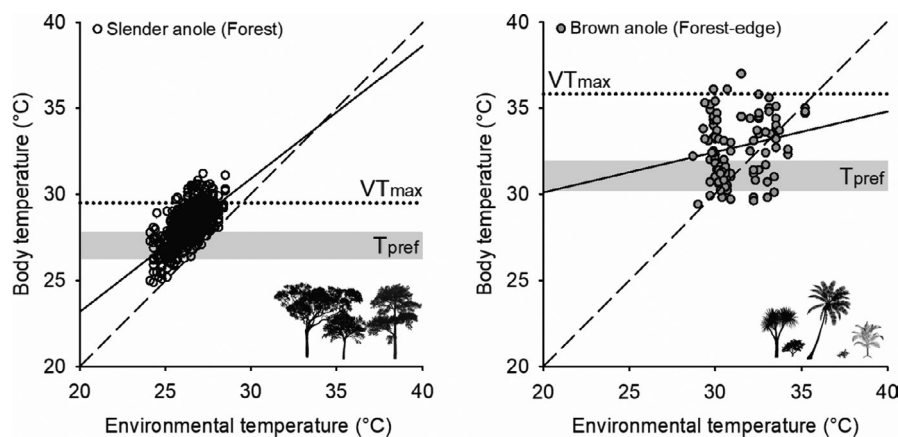 Slender anole (Forest)
40
35
30
25
20
Body temperature (°C)
VTmax
Tpref
20 25 30 35 40
Environmental temperature (°C)
Brown anole (Forest-edge)
40
35
30
25
20
Body temperature (°C)
VTmax
Tpref
20 25 30 35 40
Environmental temperature (°C)